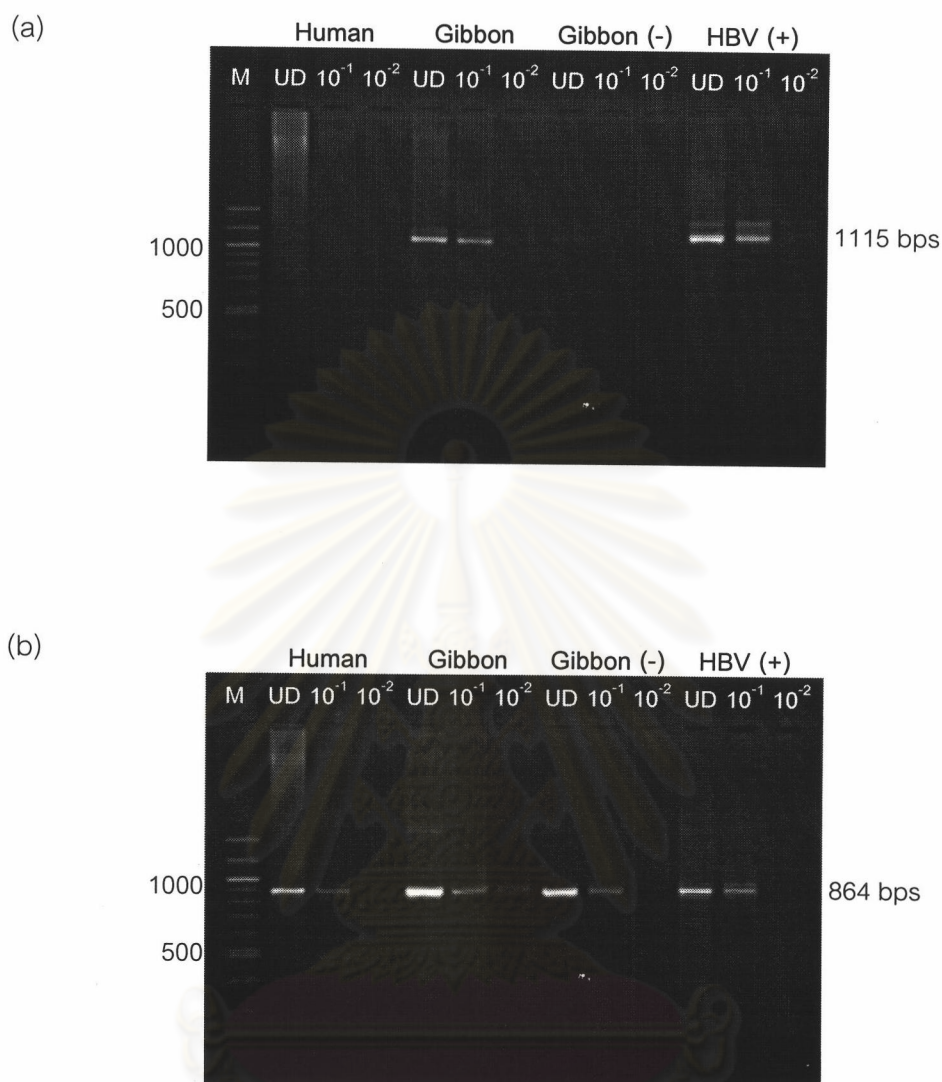 (a)
Human Gibbon Gibbon (-) HBV (+)
M UD 10⁻¹ 10⁻² UD 10⁻¹ 10⁻² UD 10⁻¹ 10⁻² UD 10⁻¹ 10⁻²
1000
1115 bps
500
(b)
Human Gibbon Gibbon (-) HBV (+)
M UD 10⁻¹ 10⁻² UD 10⁻¹ 10⁻² UD 10⁻¹ 10⁻² UD 10⁻¹ 10⁻²
1000
864 bps
500